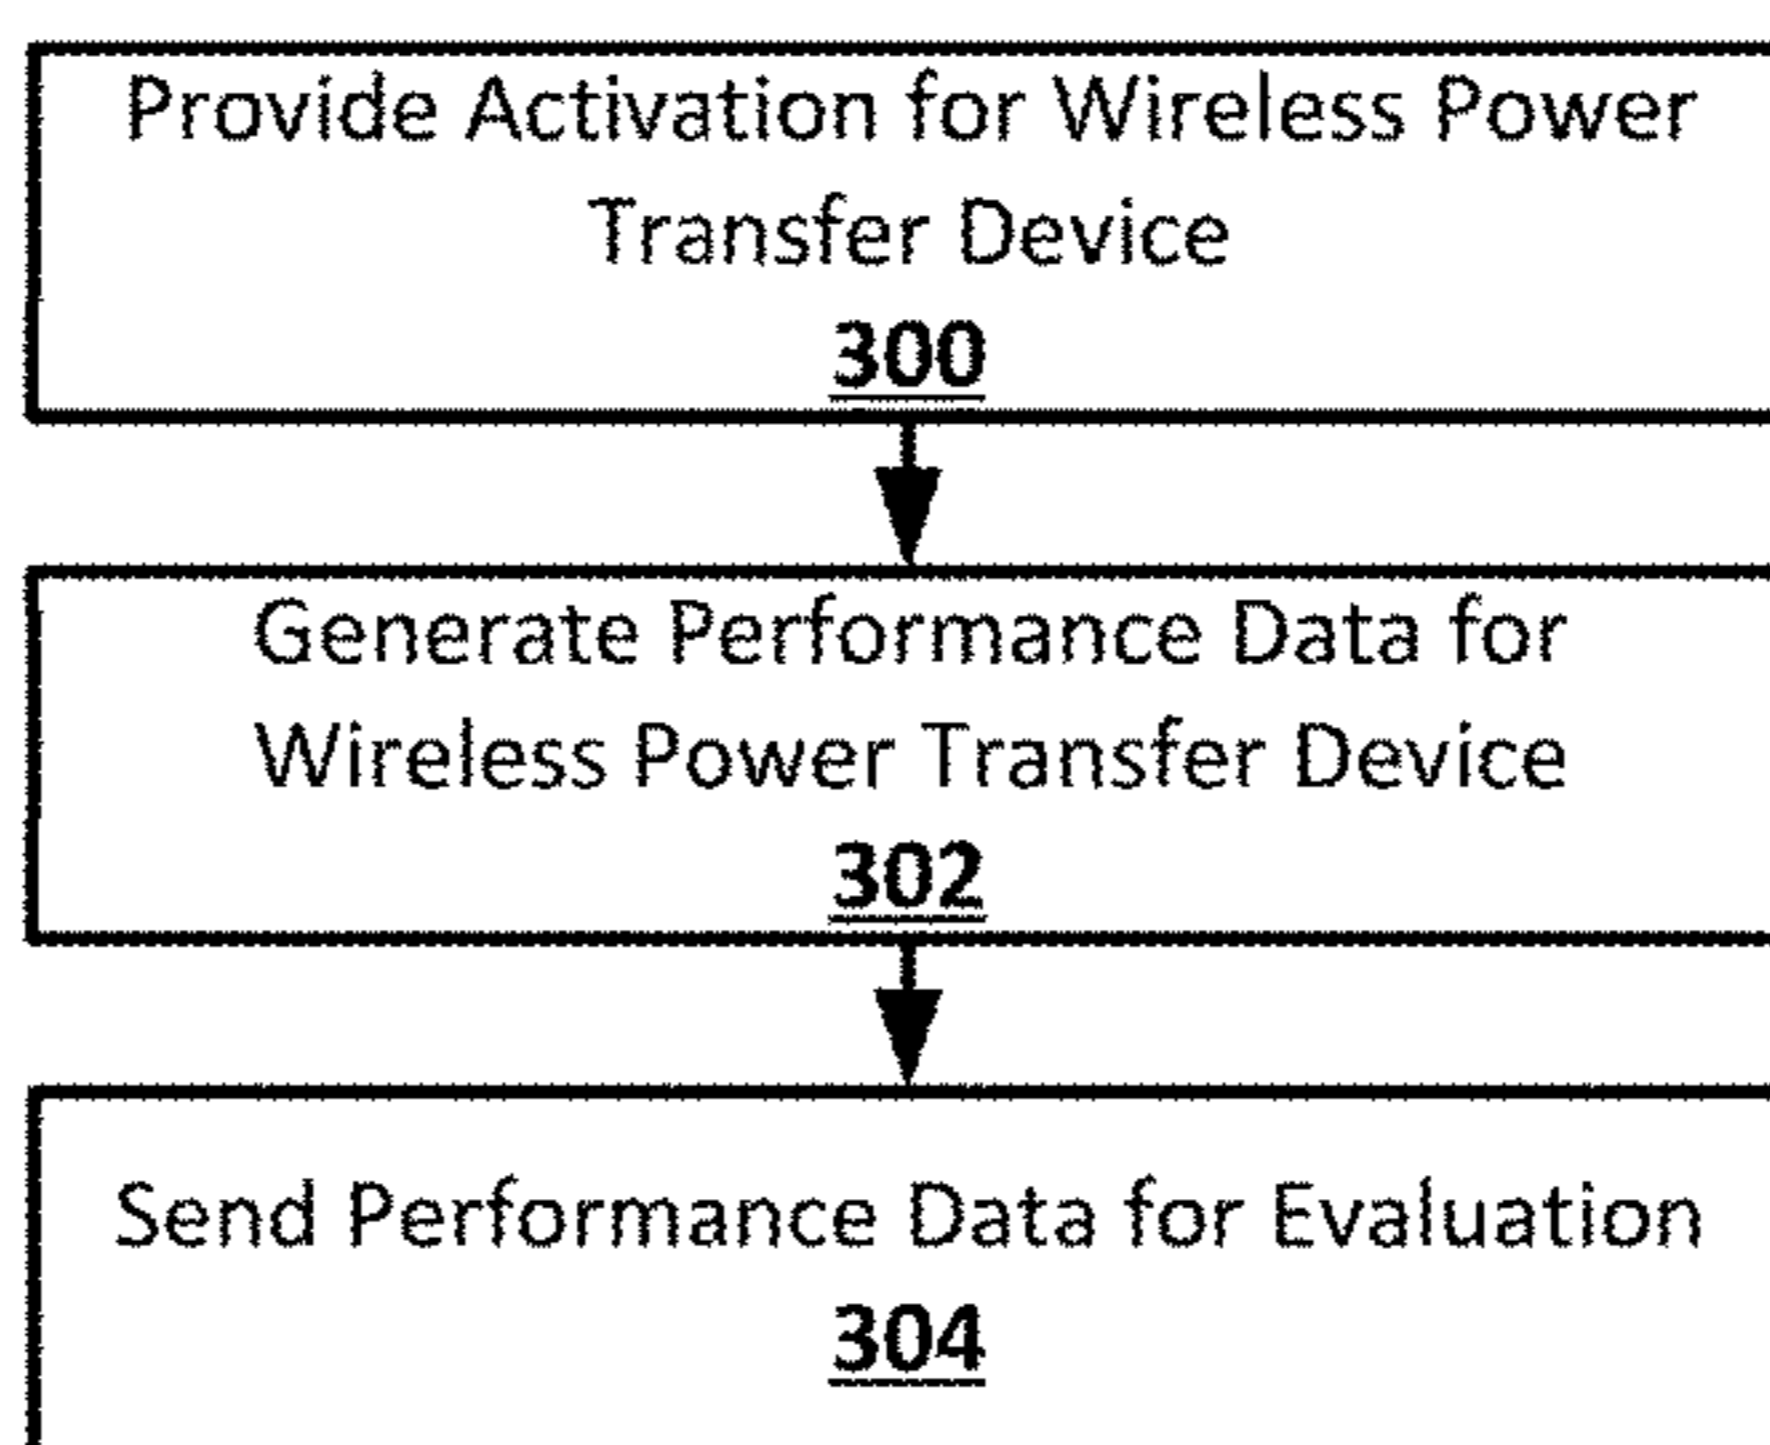 Provide Activation for Wireless Power
Transfer Device
300
Generate Performance Data for
Wireless Power Transfer Device
302
Send Performance Data for Evaluation
304